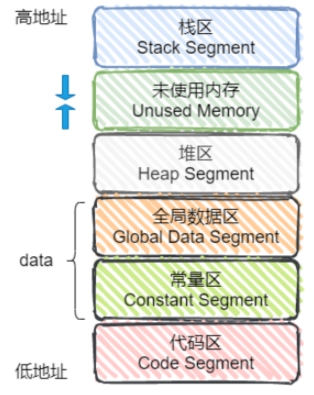 高地址
栈区
Stack Segment
未使用内存
Unused Memory
堆区
Heap Segment
全局数据区
Global Data Segment
data
常量区
Constant Segment
代码区
Code Segment
低地址